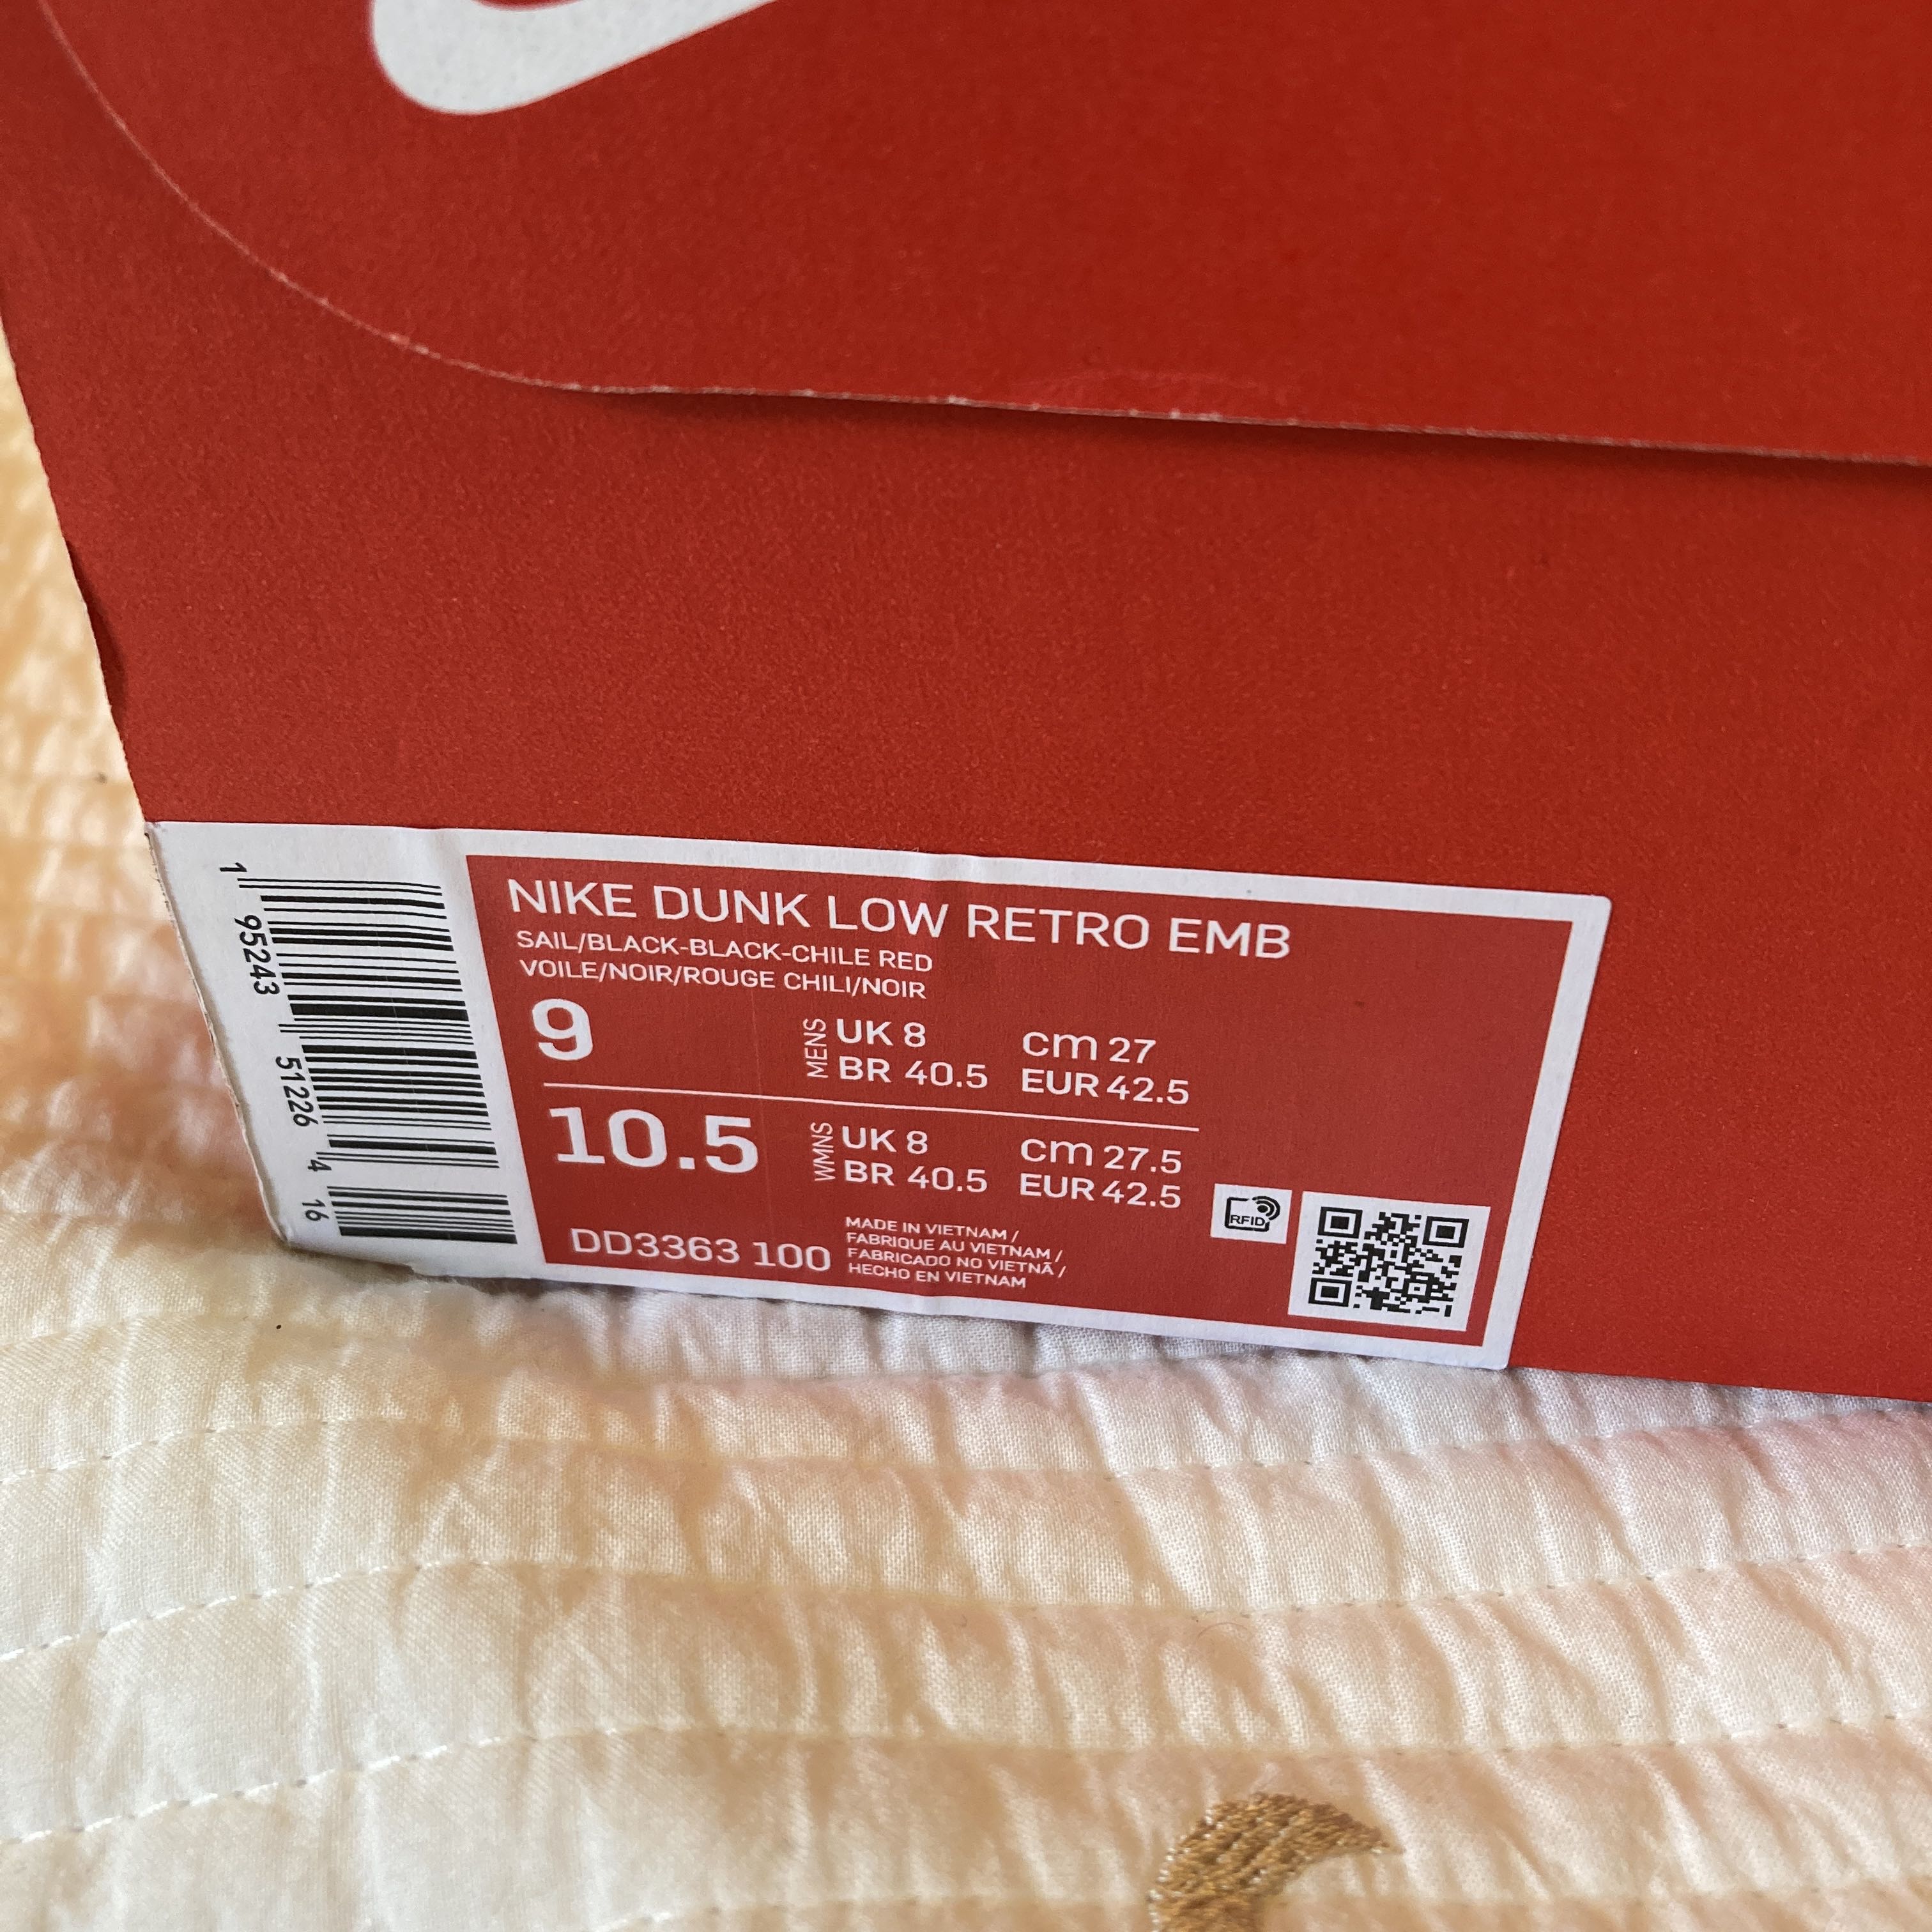 NIKE DUNK LOW RETRO EMB
SAIL/BLACK-BLACK-CHILE RED
VOILE/NOIR/ROUGE CHILI/NOIR
9
MENS
UK 8
cm 27
BR 40.5
EUR 42.5
10.5
WMNS
UK 8
cm 27.5
BR 40.5
EUR 42.5
DD3363 100
MADE IN VIETNAM /
FABRIQUE AU VIETNAM /
FABRICADO NO VIETNÃ /
HECHO EN VIETNAM
RFID
1 95243 51226 4 16